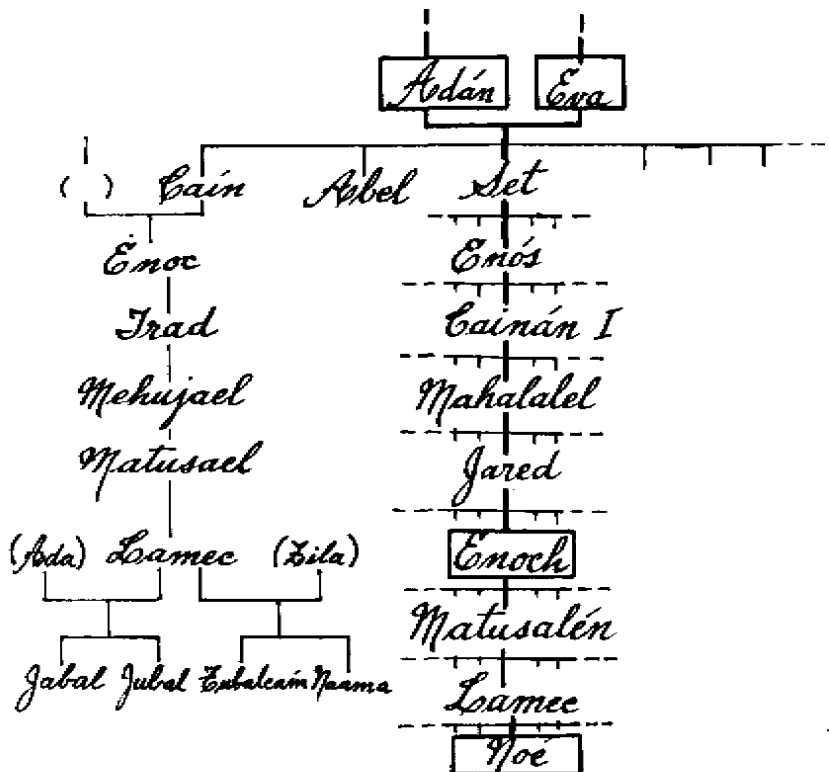 Adán Eva
( ) Caín Abel Set
Énoc Enós
Irad Cainán I
Mehujael Mahalalel
Matusael Jared
(Ada) Lamec (Zila) Enoch
Matusalén
Jabal Jubal Tubalcaín Naama
Lamec
Noé